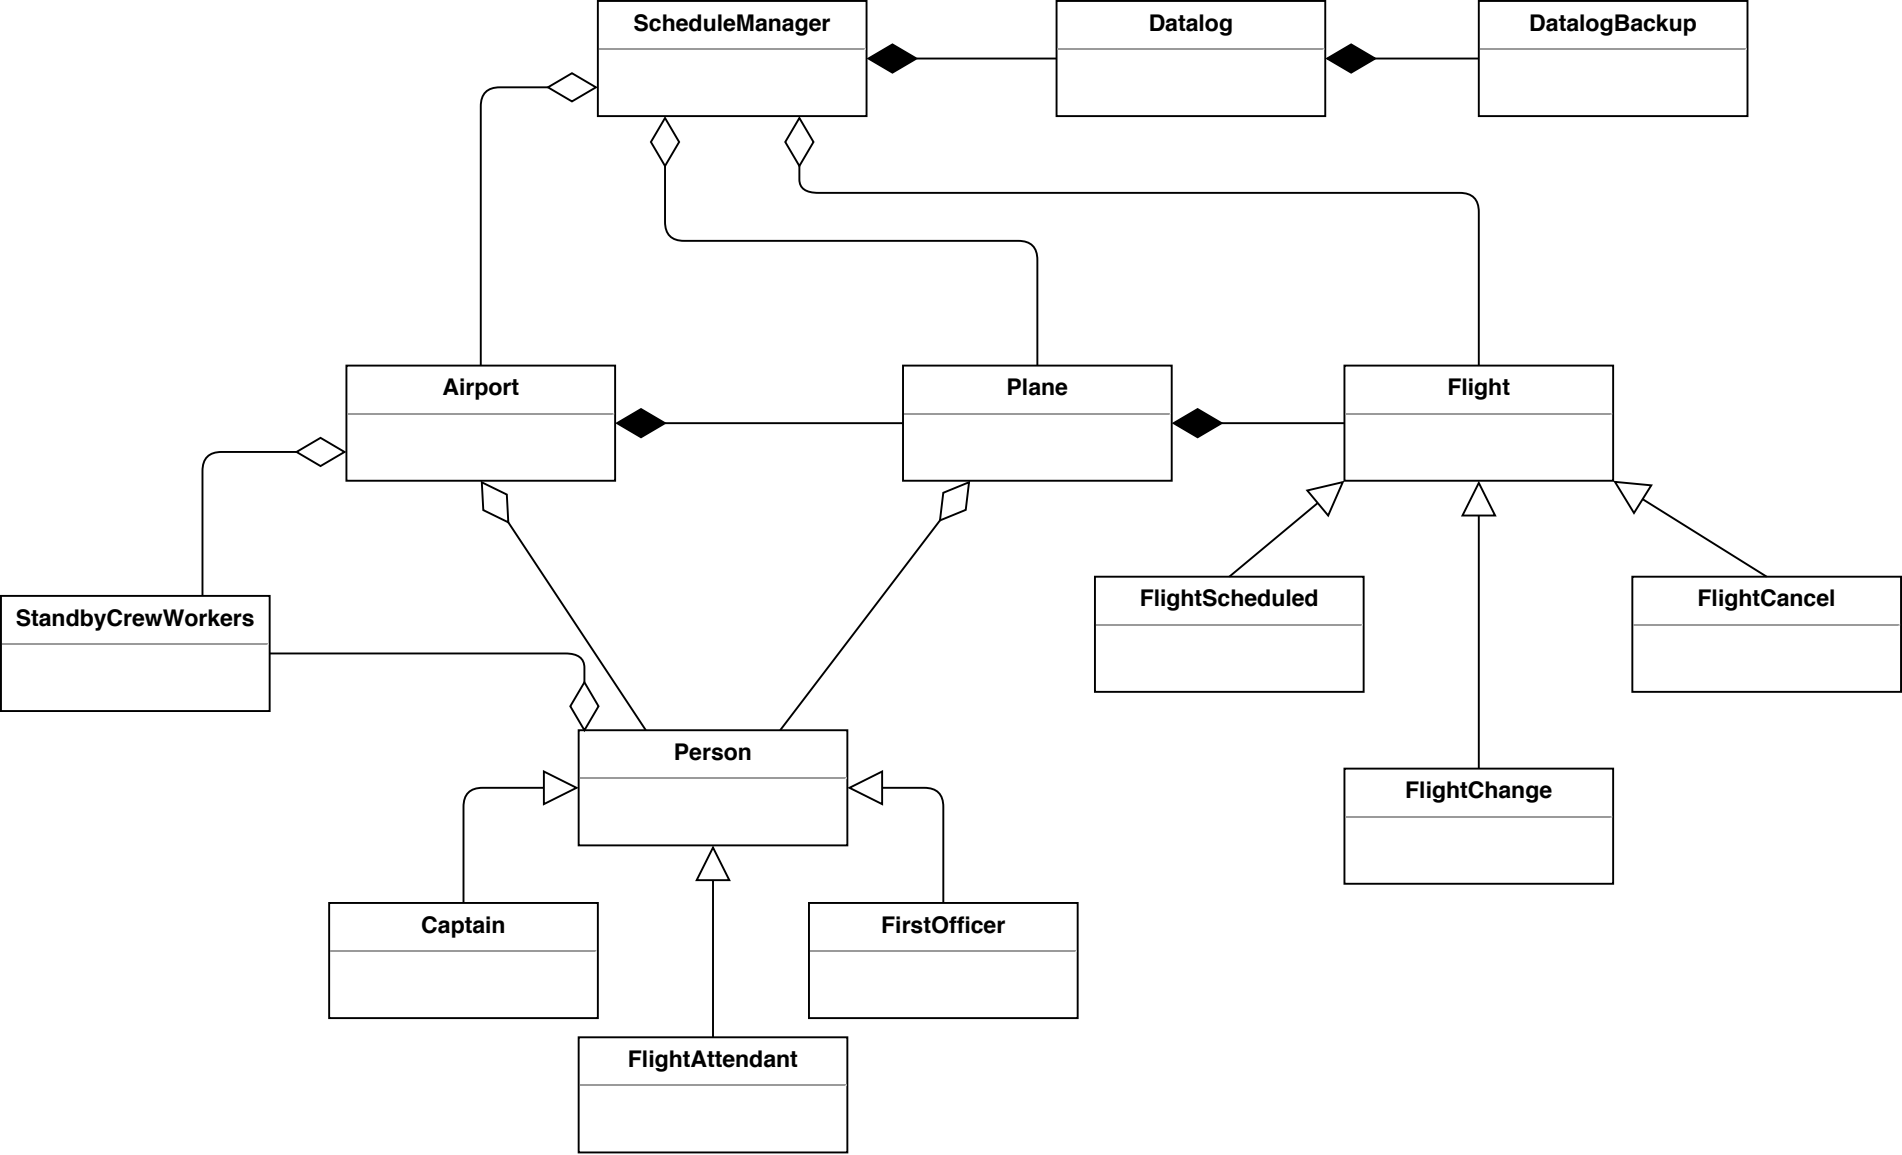 ScheduleManager
Datalog
DatalogBackup
Airport
Plane
Flight
StandbyCrewWorkers
FlightScheduled
FlightCancel
Person
FlightChange
Captain
FirstOfficer
FlightAttendant